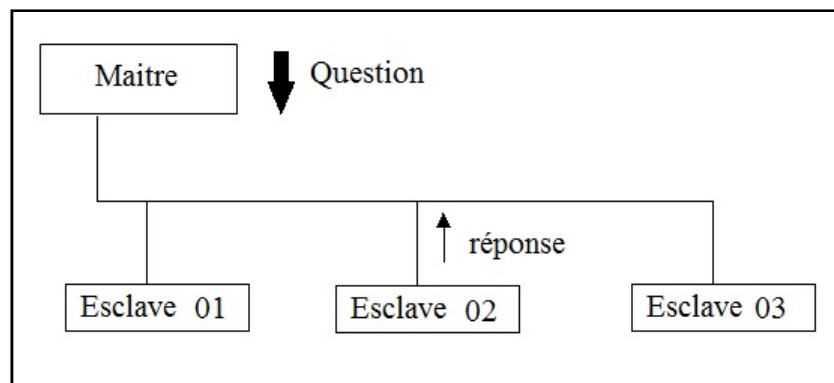 Maitre
Question
réponse
Esclave 01
Esclave 02
Esclave 03